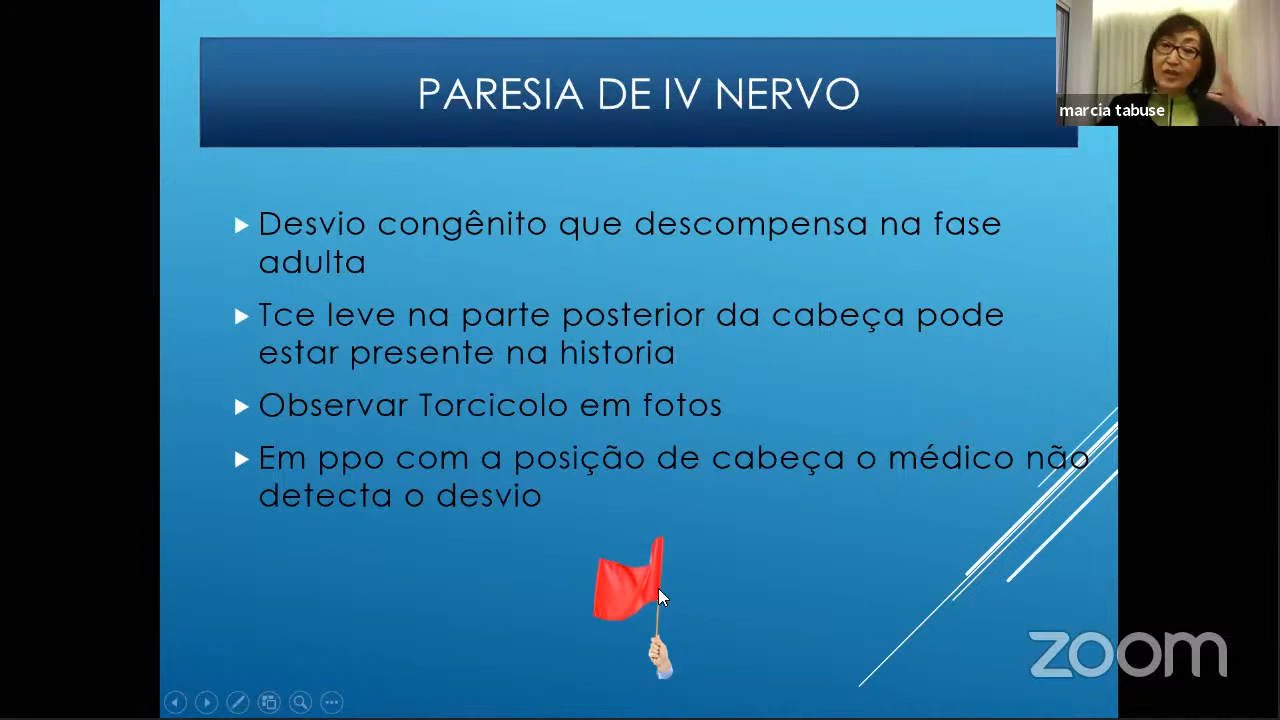 PARESIA DE IV NERVO
marcia tabuse
Desvio congênito que descompensa na fase
adulta
Tce leve na parte posterior da cabeça pode
estar presente na historia
Observar Torcicolo em fotos
Em ppo com a posição de cabeça o médico não
detecta o desvio
zoom